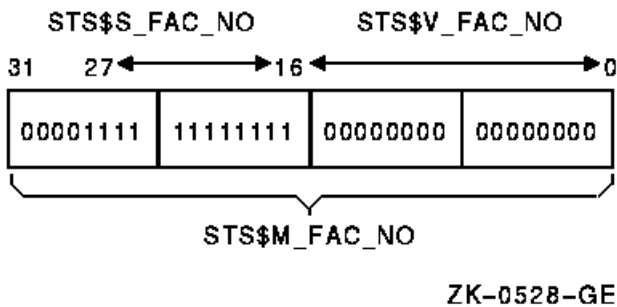 STS$S_FAC_NO STS$V_FAC_NO
31 27 16 0
00001111 11111111 00000000 00000000
STS$M_FAC_NO
ZK-0528-GE